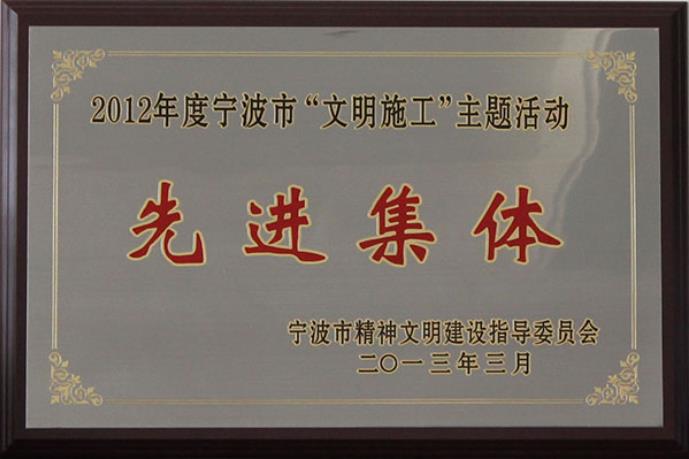 2012年度宁波市“文明施工”主题活动
先进集体
宁波市精神文明建设指导委员会
二〇一三年三月